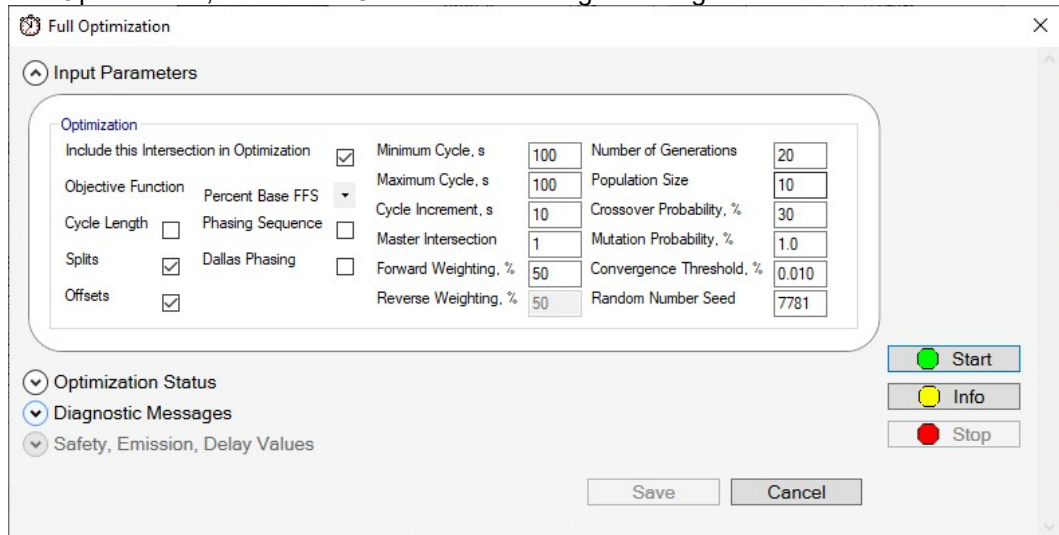 Full Optimization
Input Parameters
Optimization
Include this Intersection in Optimization
Objective Function Percent Base FFS
Cycle Length Phasing Sequence
Splits Dallas Phasing
Offsets
Minimum Cycle, s 100
Maximum Cycle, s 100
Cycle Increment, s 10
Master Intersection 1
Forward Weighting, % 50
Reverse Weighting, % 50
Number of Generations 20
Population Size 10
Crossover Probability, % 30
Mutation Probability, % 1.0
Convergence Threshold, % 0.010
Random Number Seed 7781
Start
Optimization Status
Info
Diagnostic Messages
Stop
Safety, Emission, Delay Values
Save Cancel